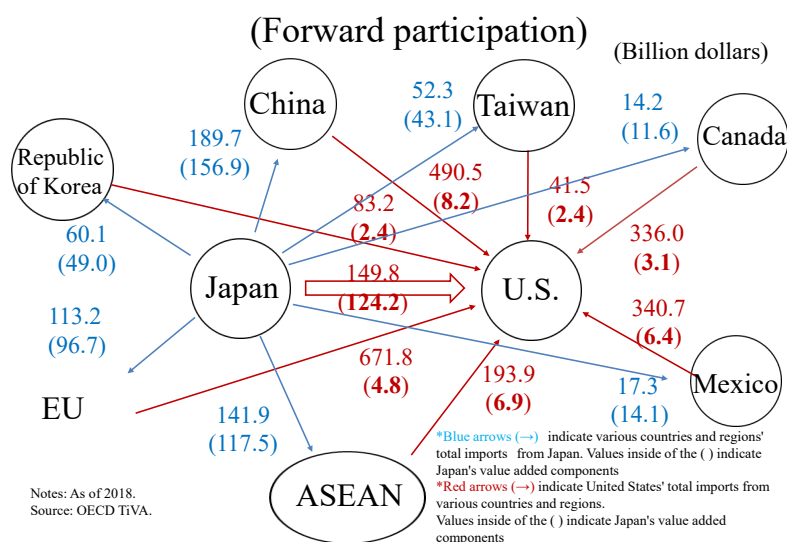 (Forward participation)
(Billion dollars)
China
52.3
(43.1)
Taiwan
14.2
(11.6)
Canada
189.7
(156.9)
Republic
of Korea
490.5
(8.2)
41.5
(2.4)
83.2
(2.4)
60.1
(49.0)
336.0
(3.1)
Japan
149.8
(124.2)
U.S.
113.2
(96.7)
340.7
(6.4)
671.8
(4.8)
193.9
(6.9)
17.3
(14.1)
Mexico
EU
141.9
(117.5)
ASEAN
*Blue arrows (→) indicate various countries and regions'
total imports from Japan. Values inside of the ( ) indicate
Japan's value added components
*Red arrows (→) indicate United States' total imports from
various countries and regions.
Values inside of the ( ) indicate Japan's value added
components
Notes: As of 2018.
Source: OECD TiVA.